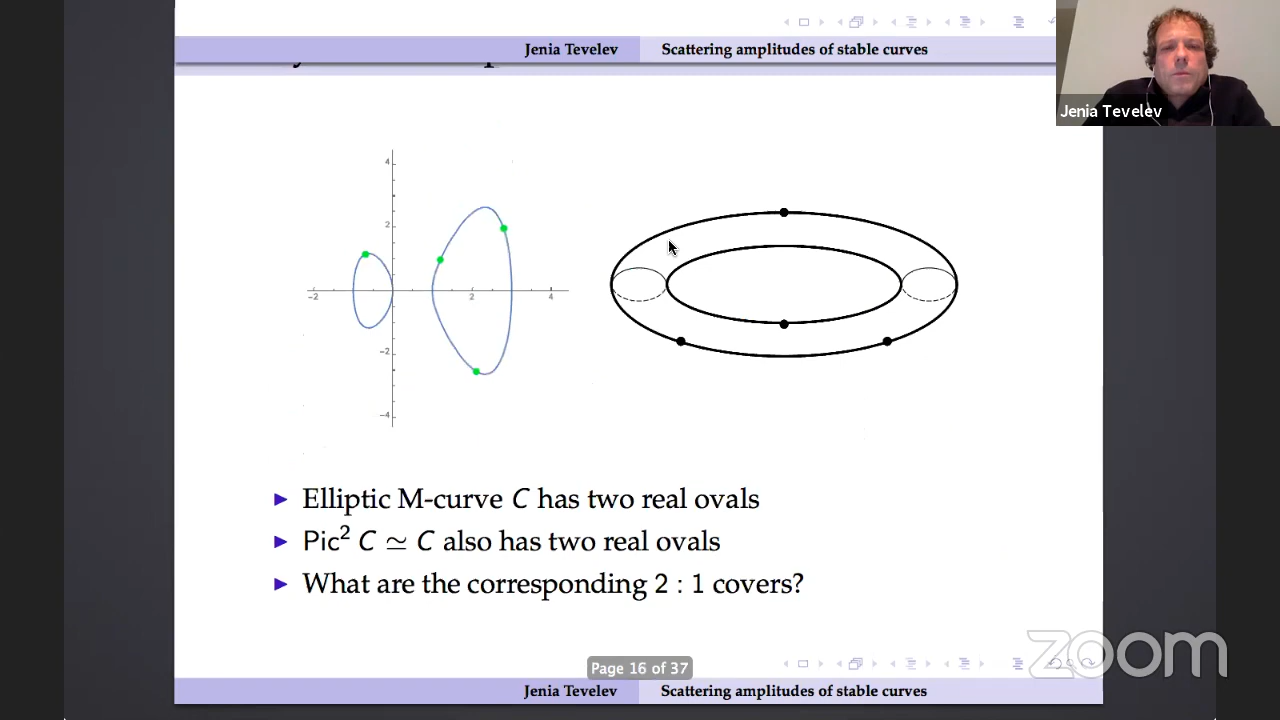 Jenia Tevelev Scattering amplitudes of stable curves
Jenia Tevelev
4
2
-2
2
4
-2
-4
Elliptic M-curve C has two real ovals
Pic² C ≃ C also has two real ovals
What are the corresponding 2 : 1 covers?
zoom
Page 16 of 37
Jenia Tevelev Scattering amplitudes of stable curves